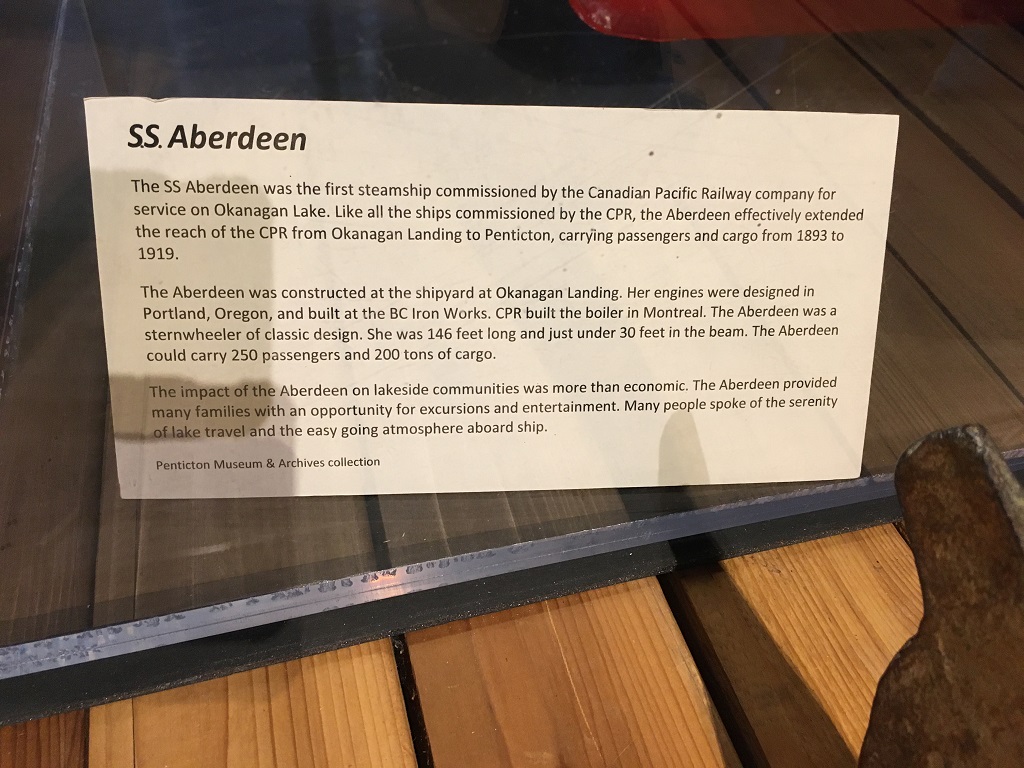 S.S. Aberdeen
The SS Aberdeen was the first steamship commissioned by the Canadian Pacific Railway company for
service on Okanagan Lake. Like all the ships commissioned by the CPR, the Aberdeen effectively extended
the reach of the CPR from Okanagan Landing to Penticton, carrying passengers and cargo from 1893 to
1919.
The Aberdeen was constructed at the shipyard at Okanagan Landing. Her engines were designed in
Portland, Oregon, and built at the BC Iron Works. CPR built the boiler in Montreal. The Aberdeen was a
sternwheeler of classic design. She was 146 feet long and just under 30 feet in the beam. The Aberdeen
could carry 250 passengers and 200 tons of cargo.
The impact of the Aberdeen on lakeside communities was more than economic. The Aberdeen provided
many families with an opportunity for excursions and entertainment. Many people spoke of the serenity
of lake travel and the easy going atmosphere aboard ship.
Penticton Museum & Archives collection